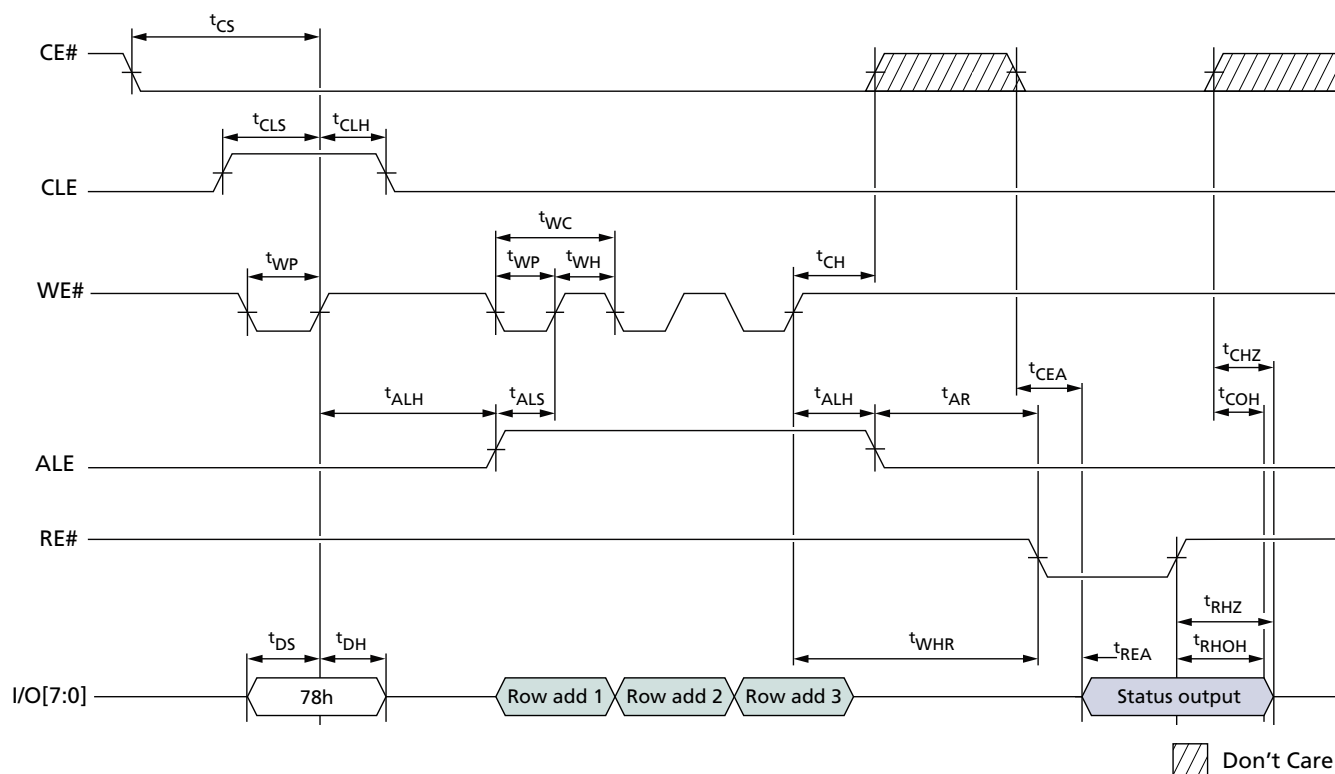 tCS
CE#
tCLS tCLH
CLE
tWC
tWP tWP tWH tCH
WE#
tCEA tCHZ
tALH tALS tALH tAR tCOH
ALE
RE#
tRHZ
tDS tDH tWHR tREA tRHOH
I/O[7:0] 78h Row add 1 Row add 2 Row add 3 Status output
Don't Care